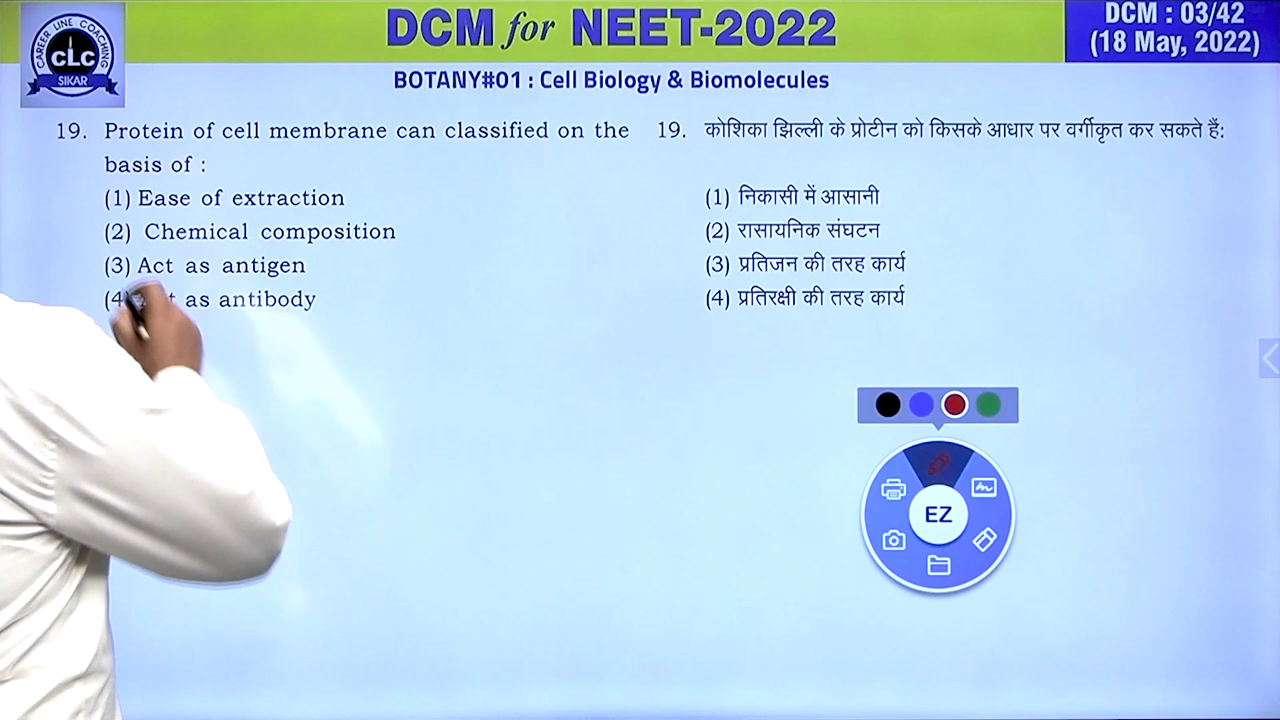 CAREER LINE COACHING
CLC
SIKAR
DCM for NEET-2022
DCM : 03/42
(18 May, 2022)
BOTANY#01 : Cell Biology & Biomolecules
19. Protein of cell membrane can classified on the
basis of :
(1) Ease of extraction
(2) Chemical composition
(3) Act as antigen
(4) as antibody
19. कोशिका झिल्ली के प्रोटीन को किसके आधार पर वर्गीकृत कर सकते हैं:
(1) निकासी में आसानी
(2) रासायनिक संघटन
(3) प्रतिजन की तरह कार्य
(4) प्रतिरक्षी की तरह कार्य
EZ